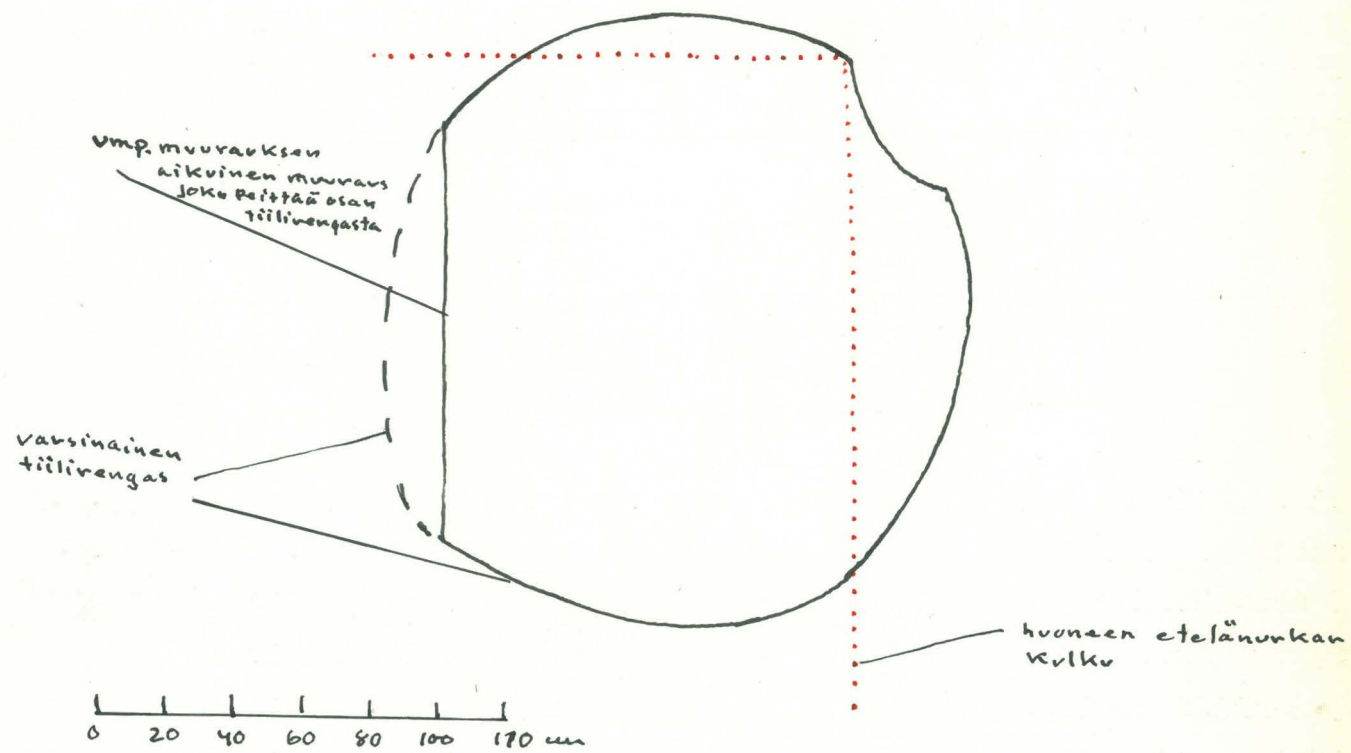 ump. muurauksen
aikuinen muuraus
joka peittää osan
tiilirengasta
varsinainen
tiilirengas
huoneen etelänurkan
kulku
0 20 40 60 80 100 120 cm